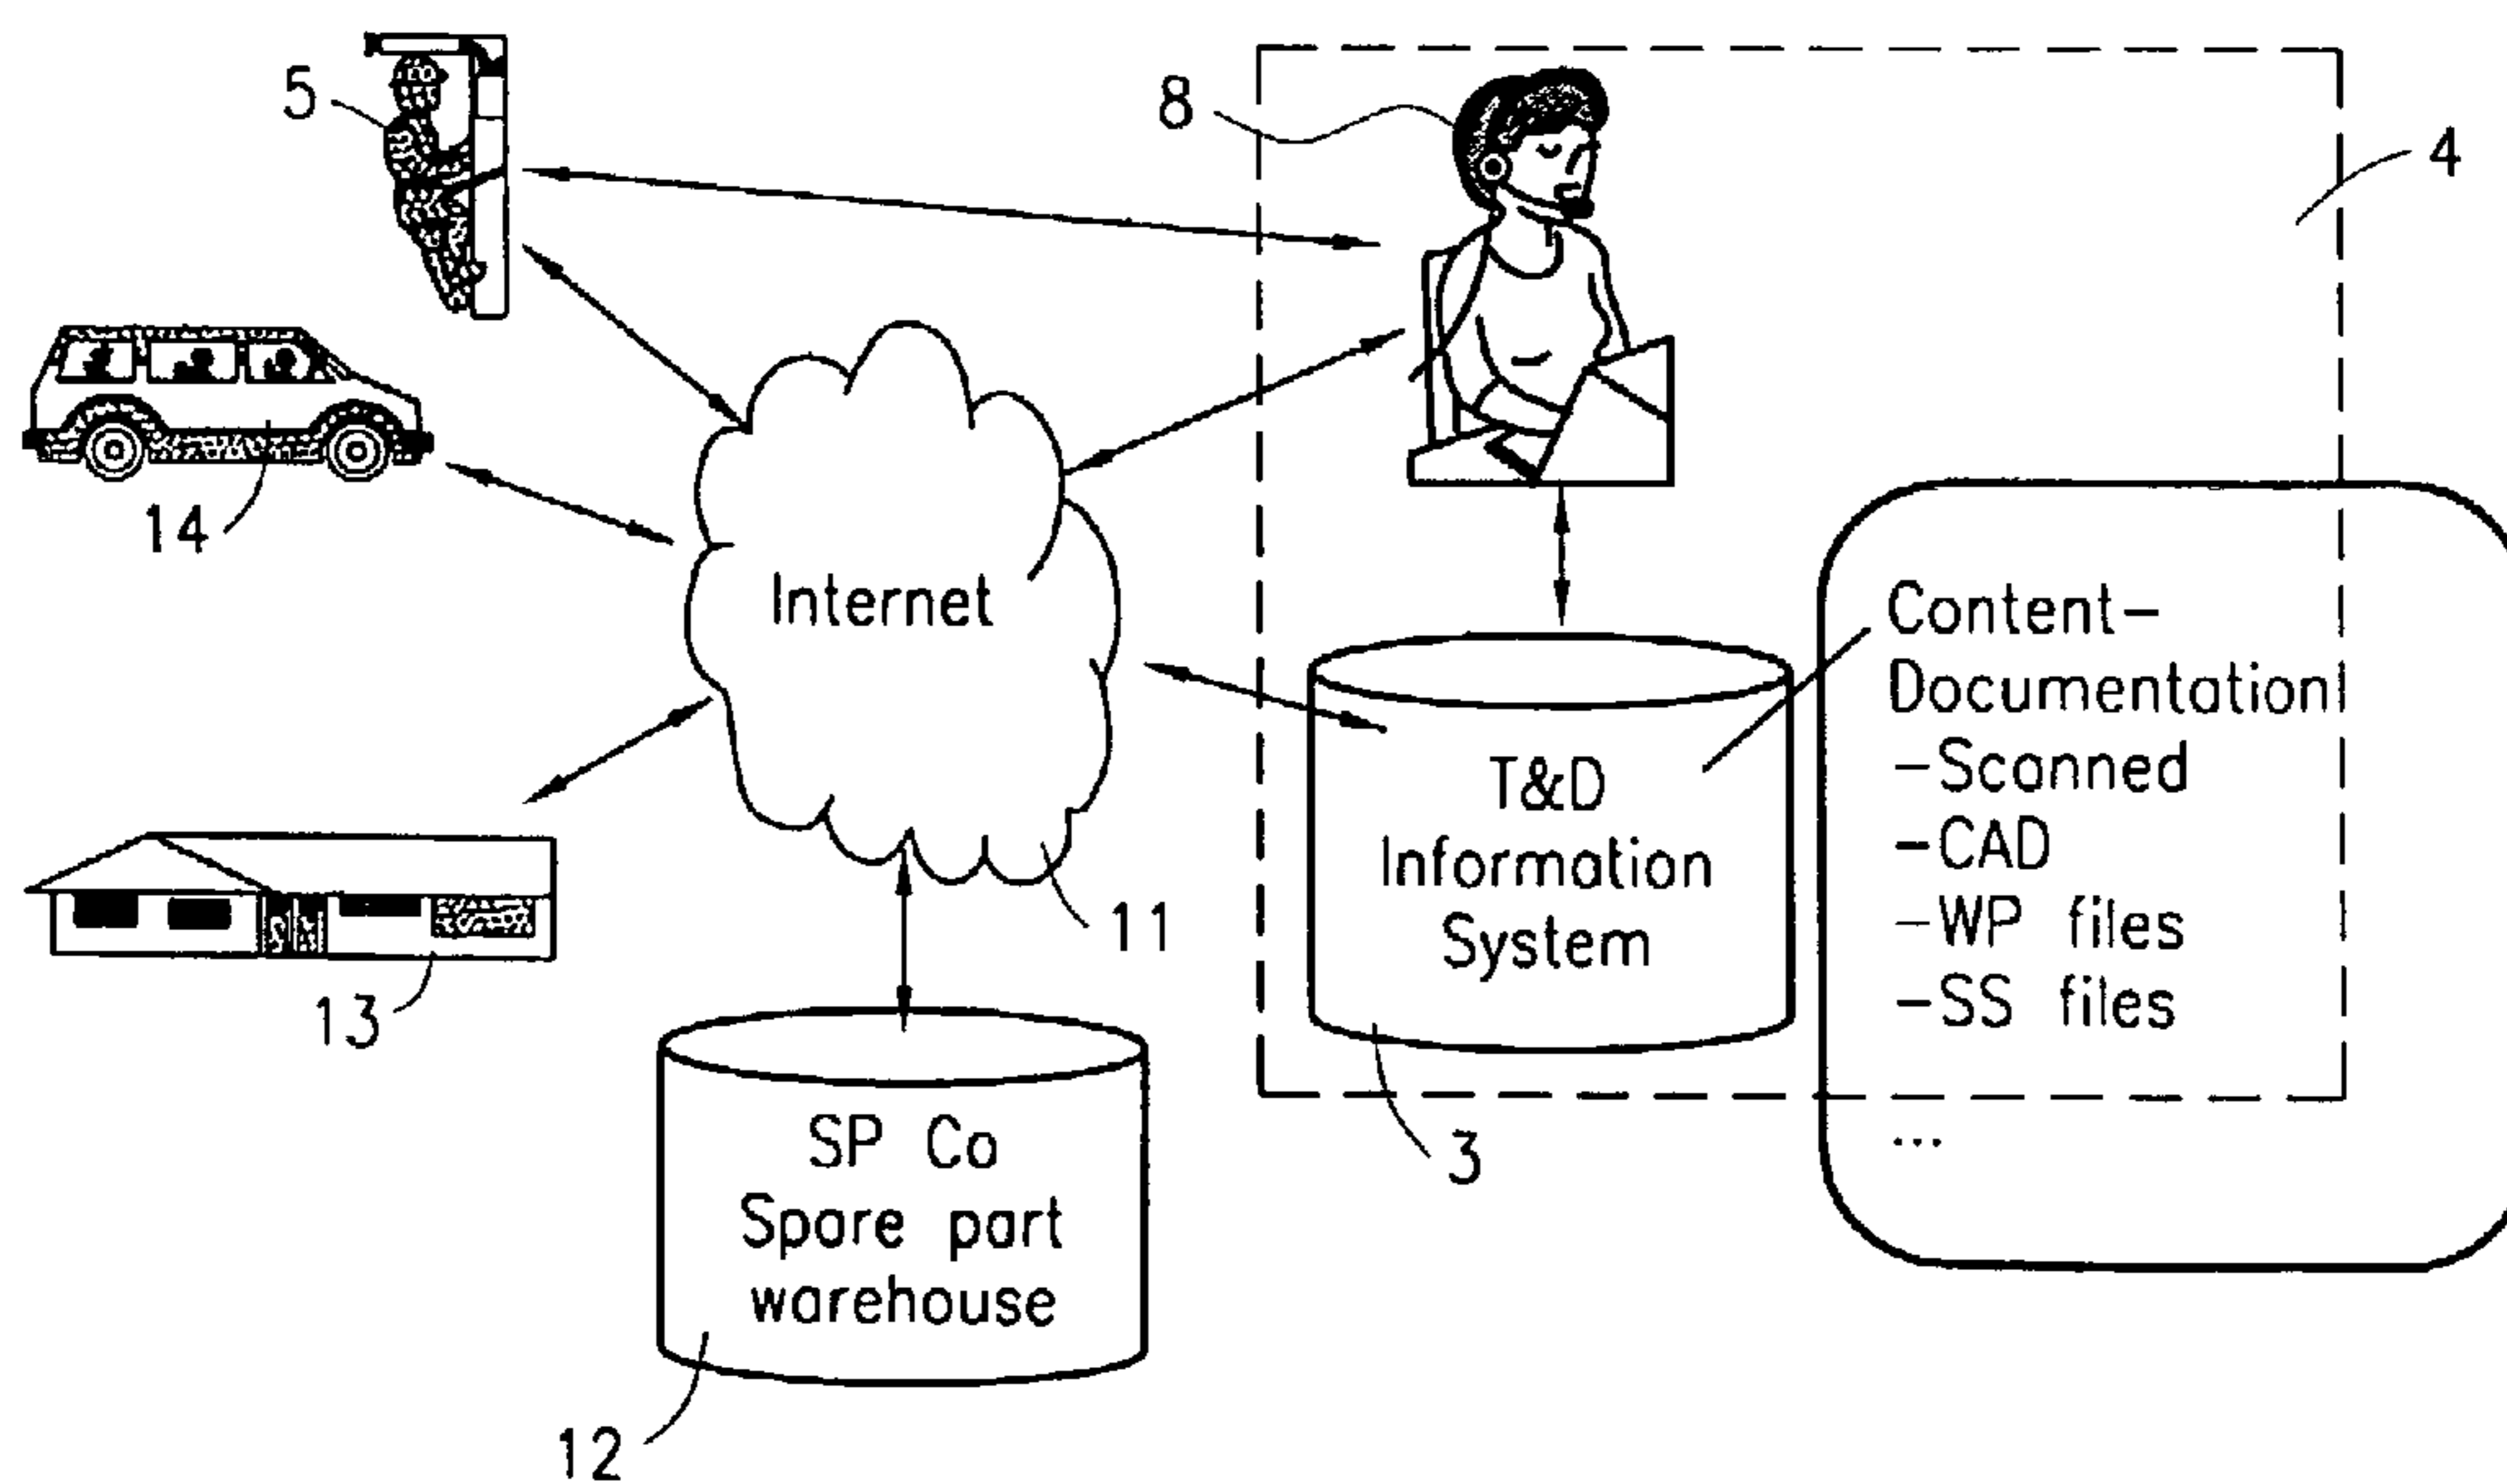 5
8
4
14
Internet
Content-
Documentation
-Scanned
-CAD
-WP files
-SS files
...
T&D
Information
System
11
13
3
SP Co
Spare part
warehouse
12